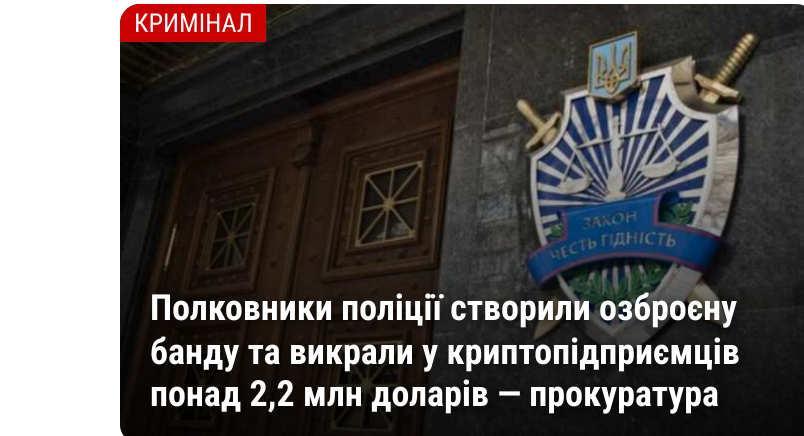 КРИМІНАЛ
ЗАКОН
ЧЕСТЬ ГІДНІСТЬ
Полковники поліції створили озброєну
банду та викрали у криптопідприємців
понад 2,2 млн доларів — прокуратура